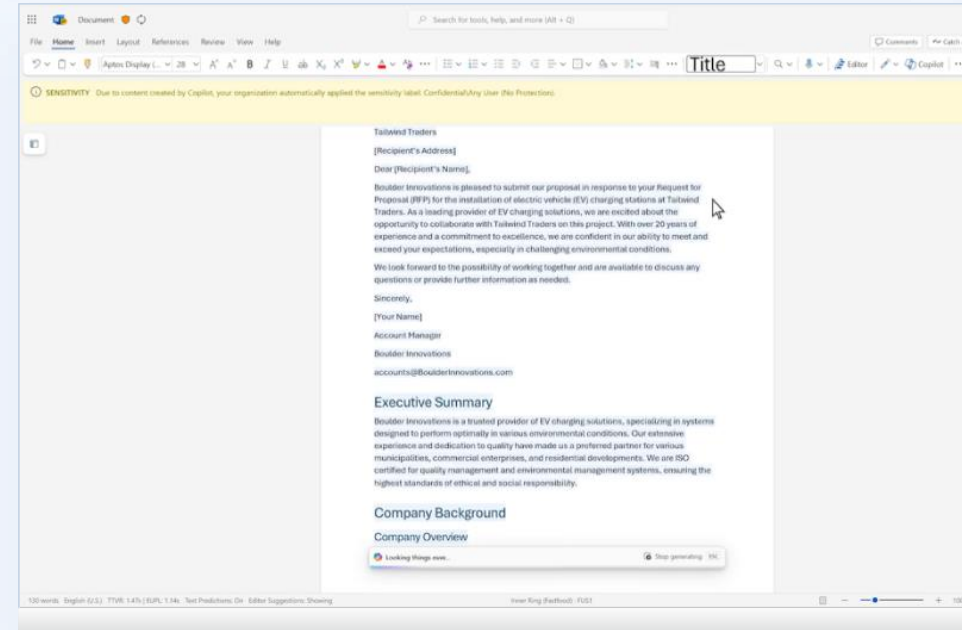 Document
Search for tools, help, and more (Alt + Q)
File Home Insert Layout References Review View Help
Comments Catch
Aptos Display (... 28 A^ A˅ B I U ab X₂ X² A ... Title Editor Copilot ...
SENSITIVITY Due to content created by Copilot, your organization automatically applied the sensitivity label: Confidential\Any User (No Protection).
Tailwind Traders
[Recipient's Address]
Dear [Recipient's Name],
Boulder Innovations is pleased to submit our proposal in response to your Request for
Proposal (RFP) for the installation of electric vehicle (EV) charging stations at Tailwind
Traders. As a leading provider of EV charging solutions, we are excited about the
opportunity to collaborate with Tailwind Traders on this project. With over 20 years of
experience and a commitment to excellence, we are confident in our ability to meet and
exceed your expectations, especially in challenging environmental conditions.
We look forward to the possibility of working together and are available to discuss any
questions or provide further information as needed.
Sincerely,
[Your Name]
Account Manager
Boulder Innovations
accounts@BoulderInnovations.com
Executive Summary
Boulder Innovations is a trusted provider of EV charging solutions, specializing in systems
designed to perform optimally in various environmental conditions. Our extensive
experience and dedication to quality have made us a preferred partner for various
municipalities, commercial enterprises, and residential developments. We are ISO
certified for quality management and environmental management systems, ensuring the
highest standards of ethical and social responsibility.
Company Background
Company Overview
Looking things over... Stop generating
130 words English (U.S.) Text Predictions: On Editor Suggestions: Showing Inner Ring (Fastfood) : FUS3 100